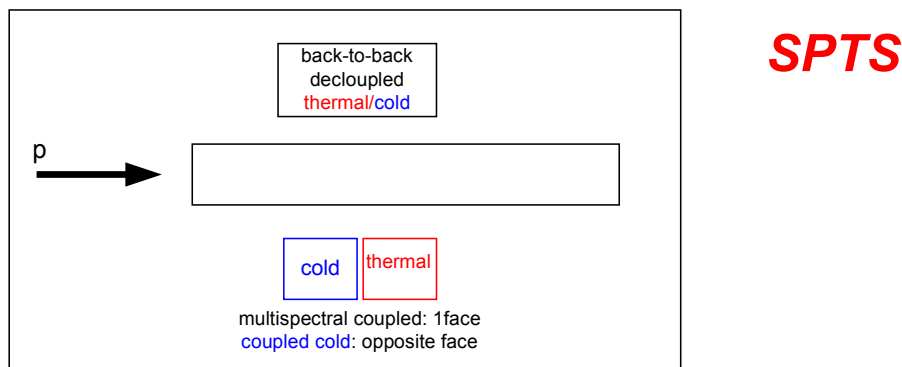 SPTS
back-to-back
decloupled
thermal/cold
p
cold
thermal
multispectral coupled: 1face
coupled cold: opposite face